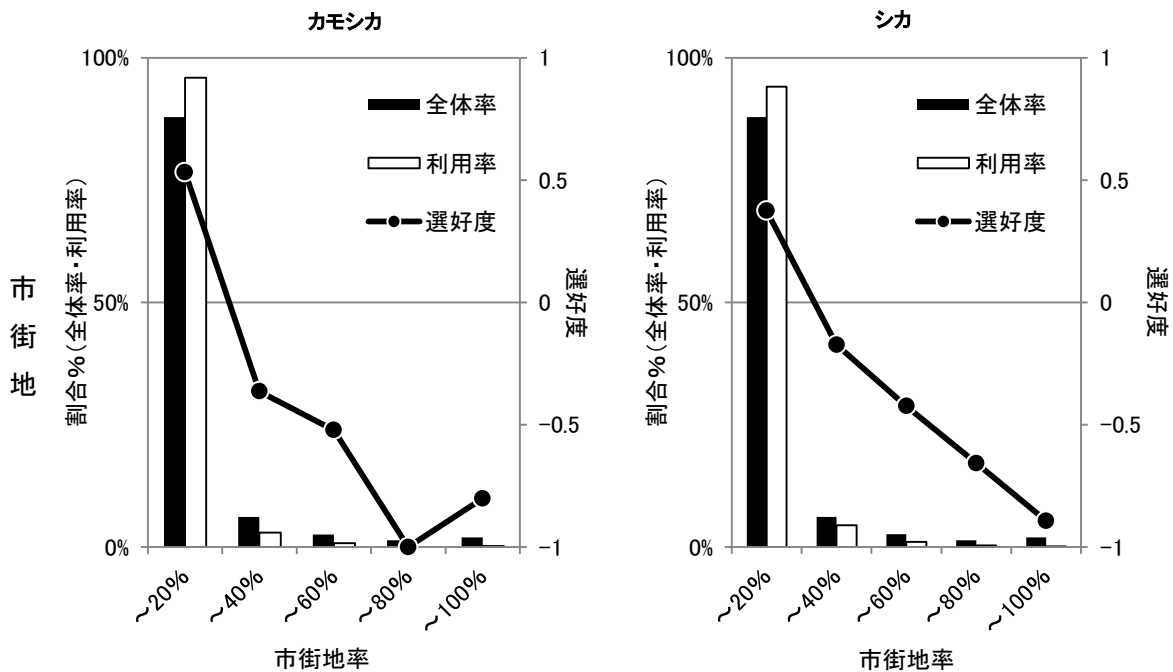 カモシカ
100%
50%
0%
1
0.5
0
−0.5
−1
全体率
利用率
選好度
割合%(全体率・利用率)
選好度
～20%
～40%
～60%
～80%
～100%
市街地率
市街地
シカ
100%
50%
0%
1
0.5
0
−0.5
−1
全体率
利用率
選好度
割合%(全体率・利用率)
選好度
～20%
～40%
～60%
～80%
～100%
市街地率